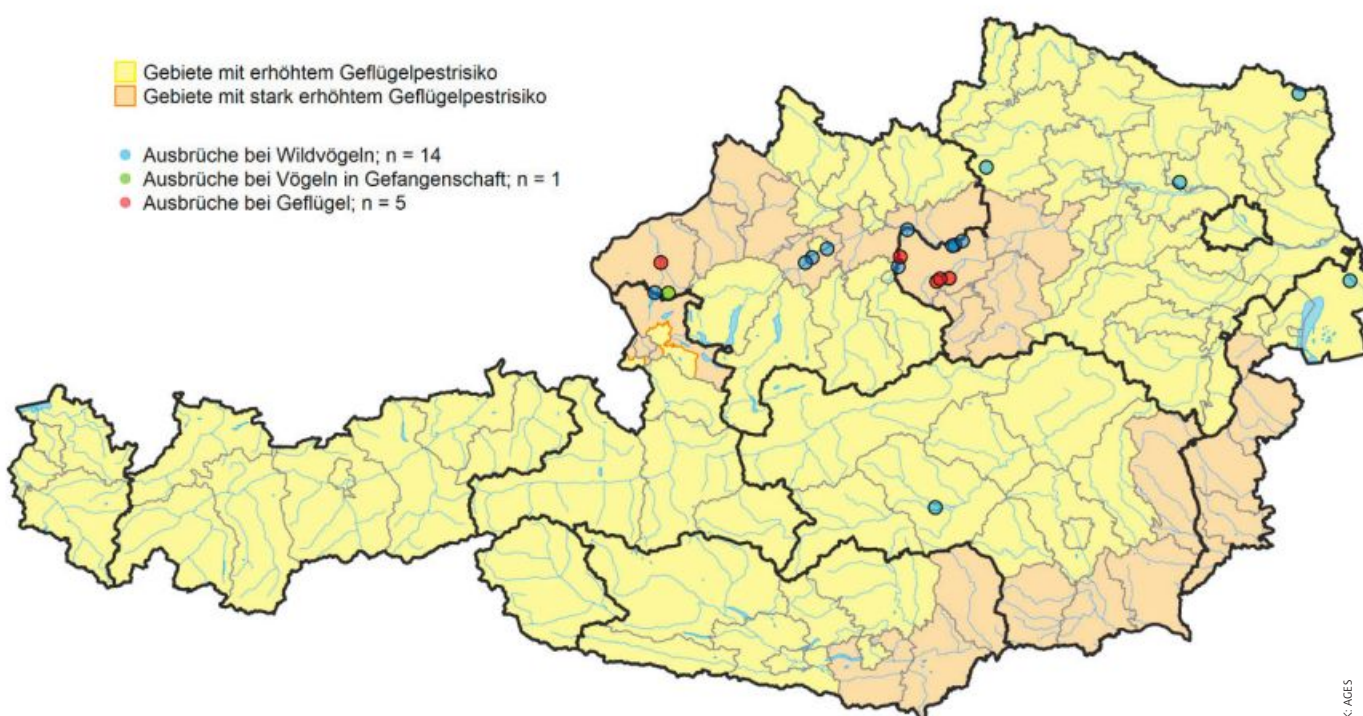 Gebiete mit erhöhtem Geflügelpestrisiko
Gebiete mit stark erhöhtem Geflügelpestrisiko
Ausbrüche bei Wildvögeln; n = 14
Ausbrüche bei Vögeln in Gefangenschaft; n = 1
Ausbrüche bei Geflügel; n = 5
K: AGES